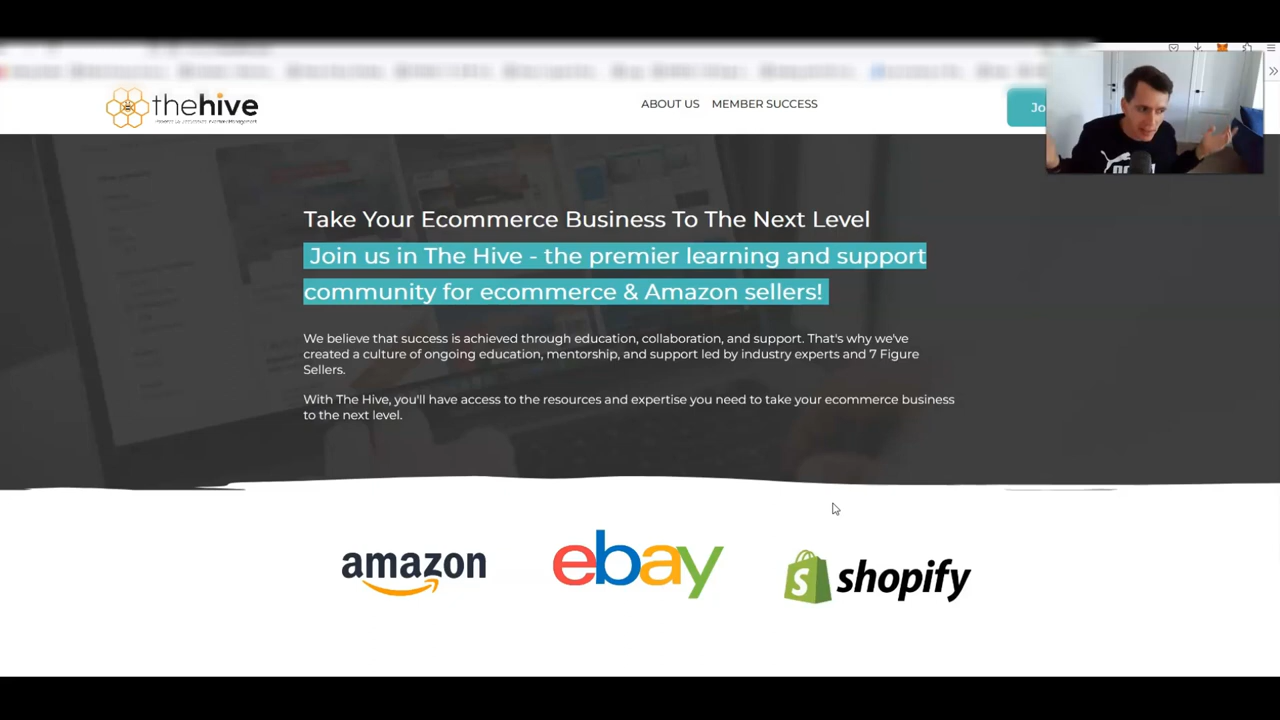 thehive
ABOUT US
MEMBER SUCCESS
Jo
Take Your Ecommerce Business To The Next Level
Join us in The Hive - the premier learning and support
community for ecommerce & Amazon sellers!
We believe that success is achieved through education, collaboration, and support. That's why we've
created a culture of ongoing education, mentorship, and support led by industry experts and 7 Figure
Sellers.
With The Hive, you'll have access to the resources and expertise you need to take your ecommerce business
to the next level.
amazon
ebay
shopify